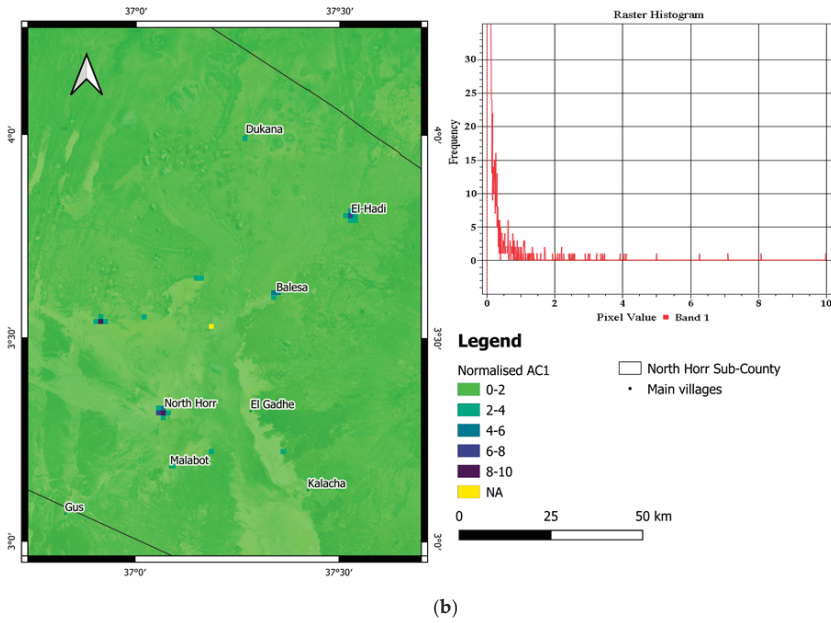 37°0'
37°30'
Dukana
4°0'
4°0'
El-Hadi
Balesa
3°30'
3°30'
North Horr
El Gadhe
Malabot
Kalacha
Gus
3°0'
3°0'
37°0'
37°30'
Raster Histogram
Frequency
30
25
20
15
10
5
0
0
2
4
6
8
10
Pixel Value Band 1
Legend
Normalised AC1
0-2
2-4
4-6
6-8
8-10
NA
North Horr Sub-County
Main villages
0
25
50 km
(b)